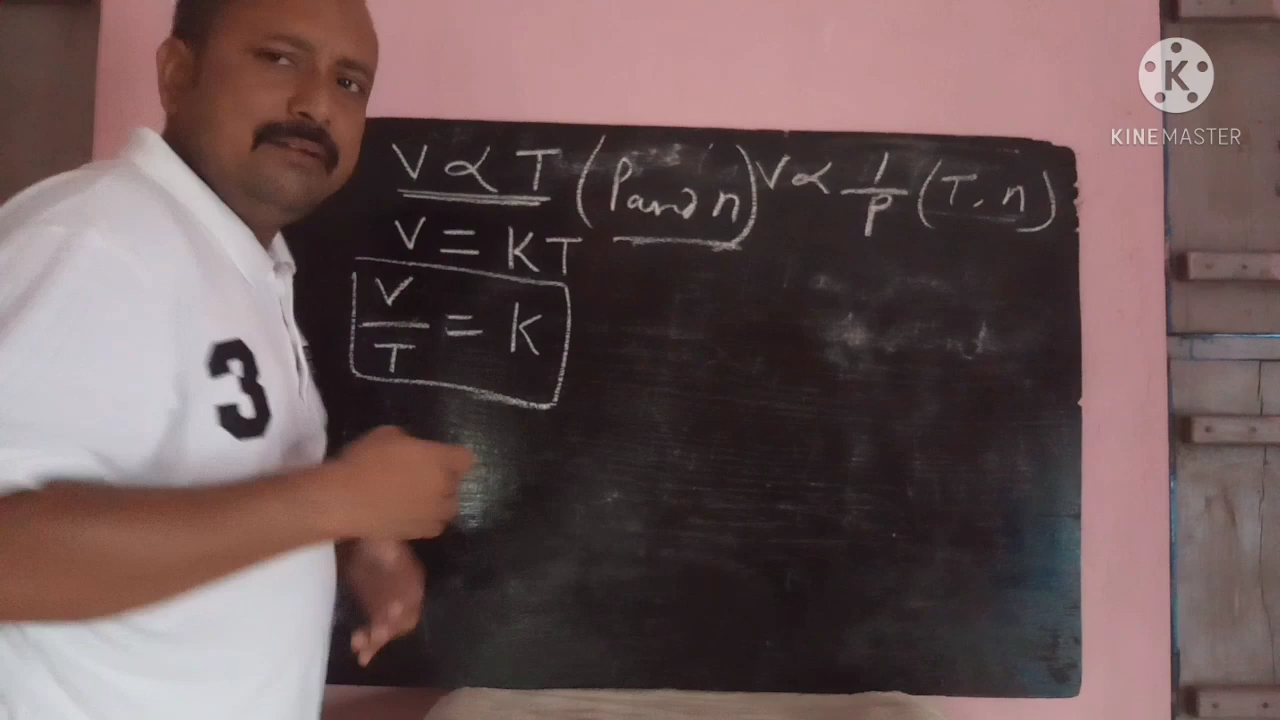 V ∝ T (P and n) V ∝ 1/P (T, n)
V = KT
V/T = K
3
K
KINEMASTER